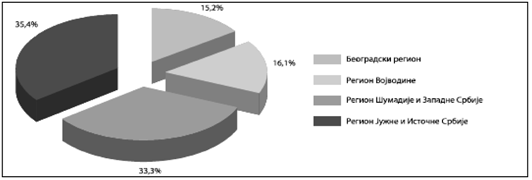 35,4%
15,2%
16,1%
33,3%
Београдски регион
Регион Војводине
Регион Шумадије и Западне Србије
Регион Јужне и Источне Србије